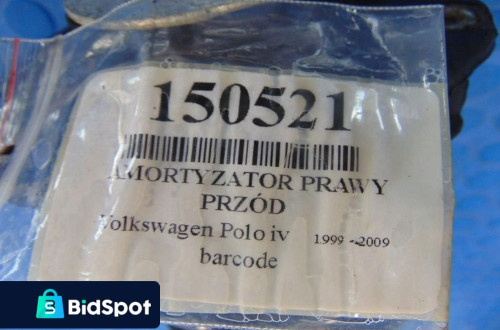 150521
AMORTYZATOR PRAWY
PRZÓD
Volkswagen Polo iv 1999 - 2009
barcode
BidSpot